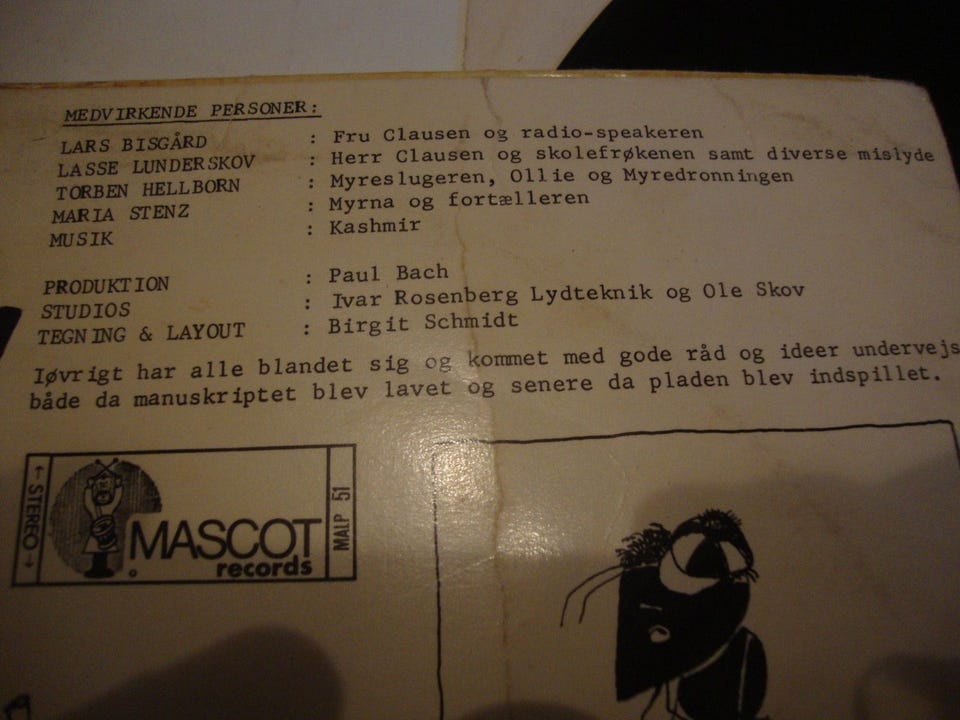 MEDVIRKENDE PERSONER:
LARS BISGÅRD : Fru Clausen og radio-speakeren
LASSE LUNDERSKOV : Herr Clausen og skolefrøkenen samt diverse mislyde
TORBEN HELLBORN : Myreslugeren, Ollie og Myredronningen
MARIA STENZ : Myrna og fortælleren
MUSIK : Kashmir
PRODUKTION : Paul Bach
STUDIOS : Ivar Rosenberg Lydteknik og Ole Skov
TEGNING & LAYOUT : Birgit Schmidt
Iøvrigt har alle blandet sig og kommet med gode råd og ideer undervejs
både da manuskriptet blev lavet og senere da pladen blev indspillet.
← STEREO →
MASCOT
records
MALP 51